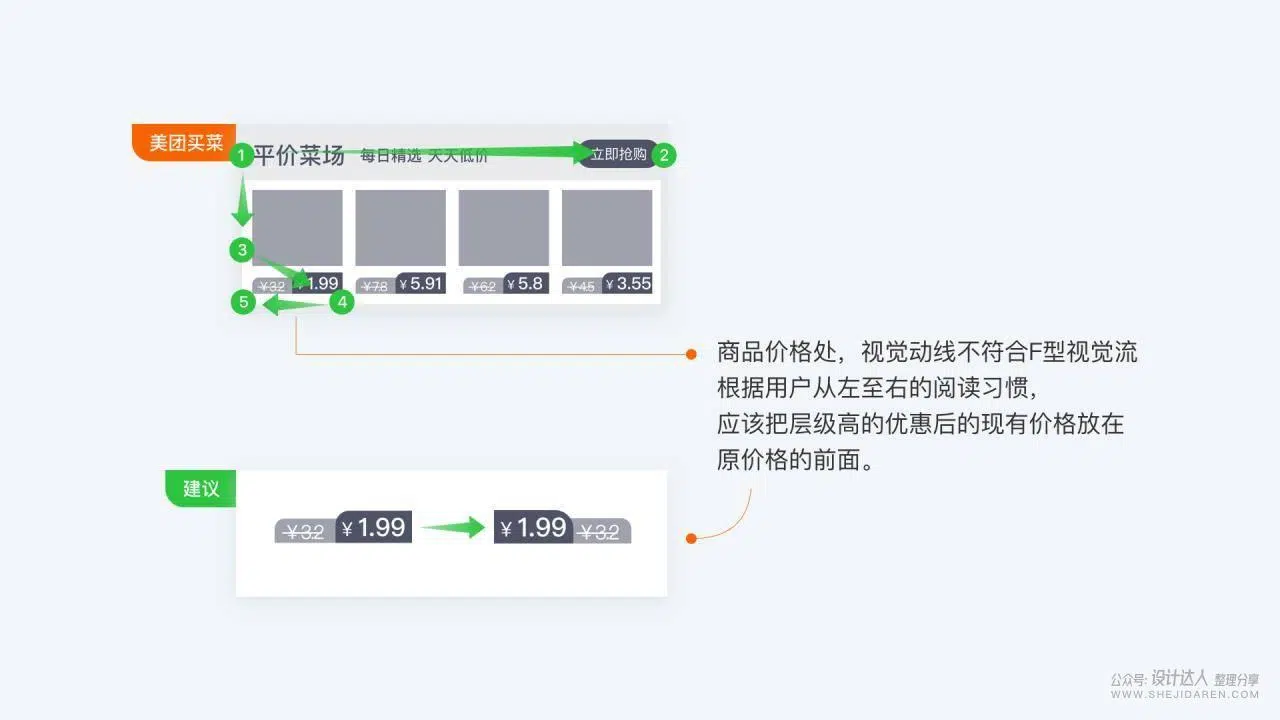 美团买菜
1 平价菜场 每日精选 天天低价 立即抢购 2
3
¥32 ¥1.99 ¥7.8 ¥5.91 ¥62 ¥5.8 ¥45 ¥3.55
5 4
商品价格处，视觉动线不符合F型视觉流
根据用户从左至右的阅读习惯，
应该把层级高的优惠后的现有价格放在
原价格的前面。
建议
¥32 ¥1.99 ¥1.99 ¥32
公众号: 设计达人 整理分享
WWW.SHEJIDAREN.COM